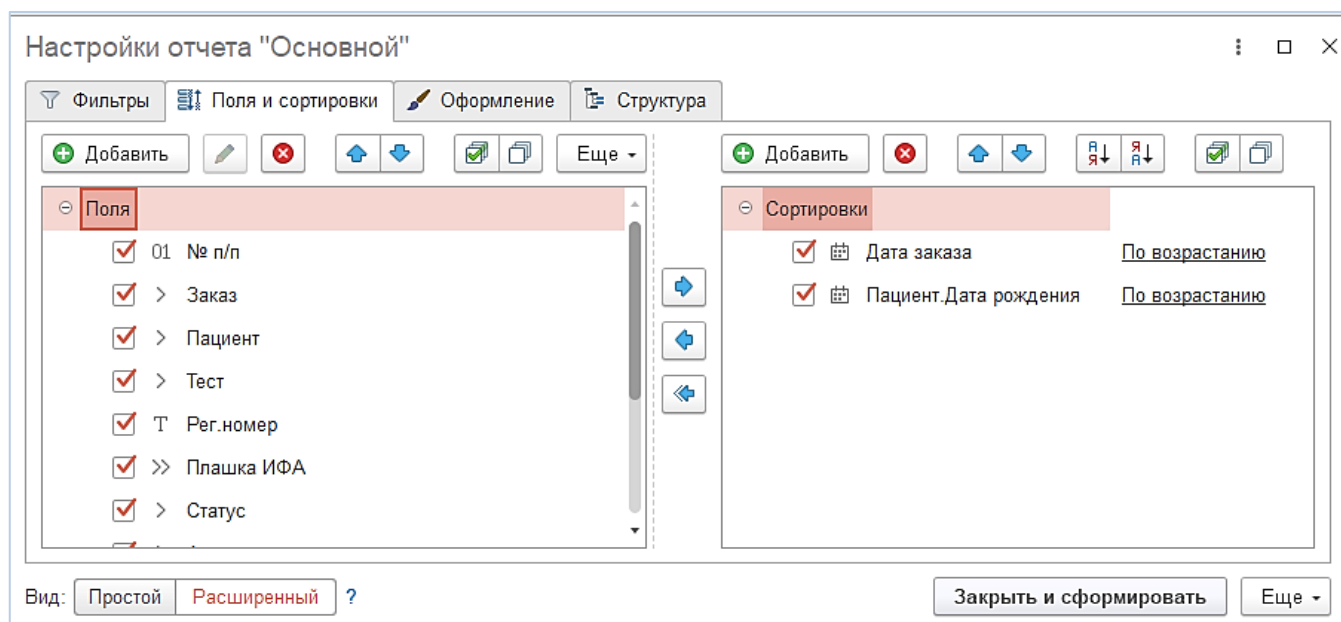 Настройки отчета "Основной"
Фильтры Поля и сортировки Оформление Структура
Добавить Еще Добавить
Поля Сортировки
01 № п/п Дата заказа По возрастанию
Заказ Пациент.Дата рождения По возрастанию
Пациент
Тест
T Рег.номер
Плашка ИФА
Статус
Вид: Простой Расширенный ? Закрыть и сформировать Еще